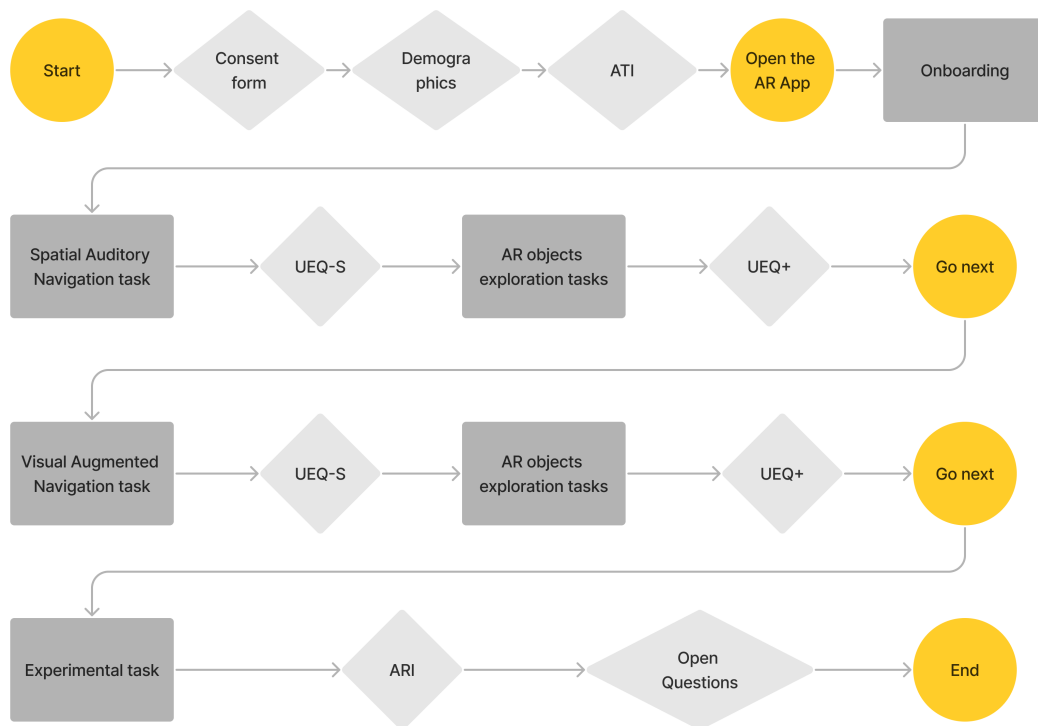 Start
Consent
form
Demogra
phics
ATI
Open the
AR App
Onboarding
Spatial Auditory
Navigation task
UEQ-S
AR objects
exploration tasks
UEQ+
Go next
Visual Augmented
Navigation task
UEQ-S
AR objects
exploration tasks
UEQ+
Go next
Experimental task
ARI
Open
Questions
End